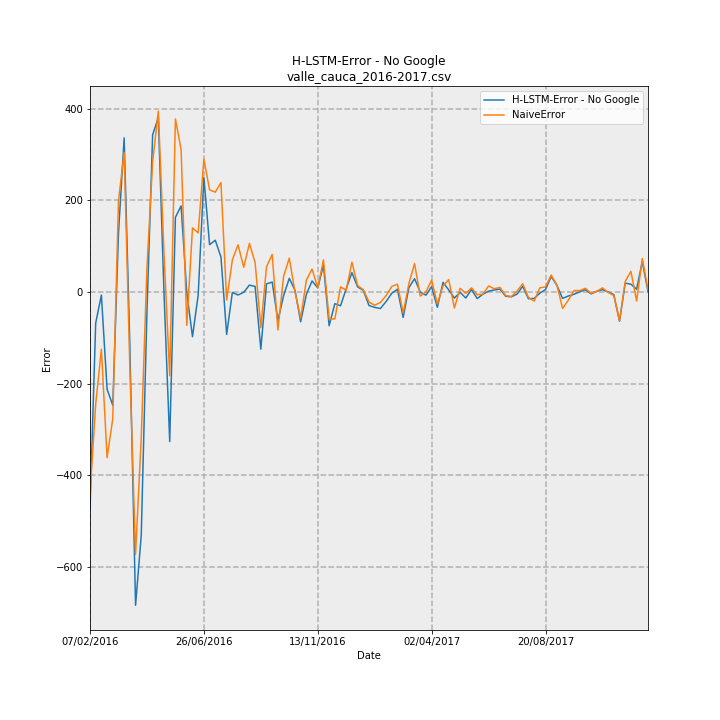 H-LSTM-Error - No Google
valle_cauca_2016-2017.csv
H-LSTM-Error - No Google
NaiveError
400
200
0
−200
−400
−600
Error
07/02/2016
26/06/2016
13/11/2016
02/04/2017
20/08/2017
Date